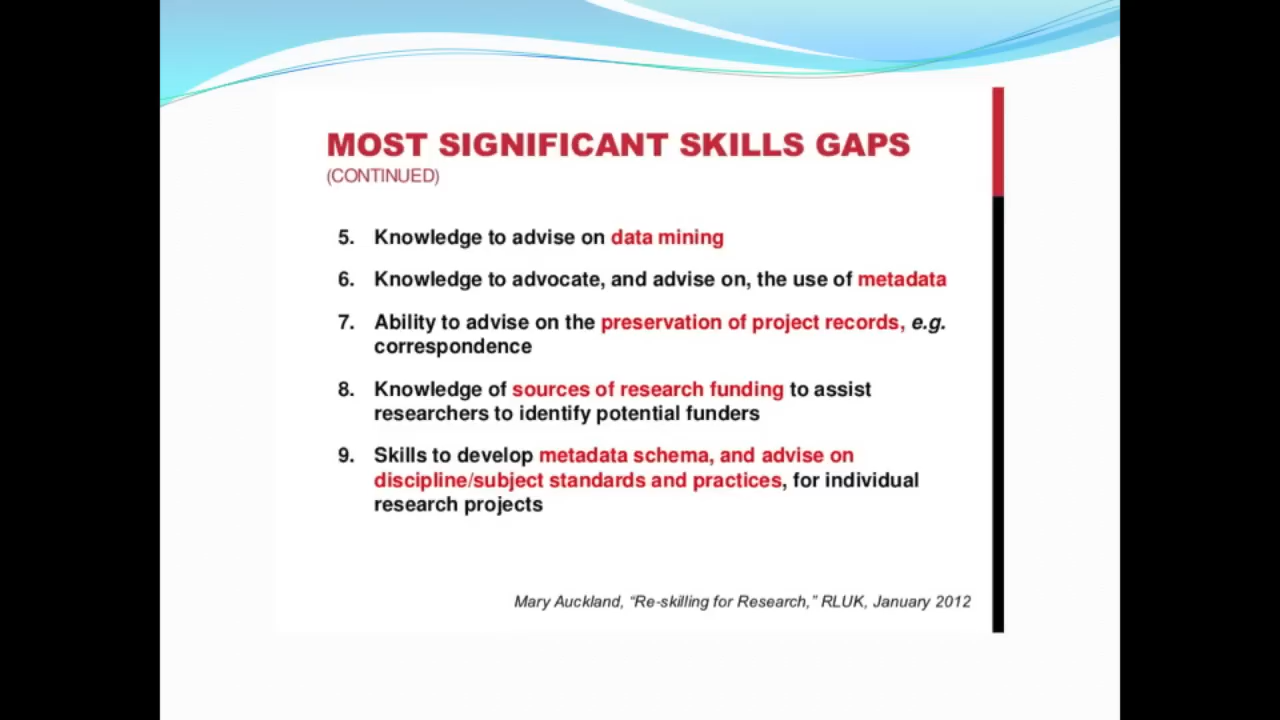 MOST SIGNIFICANT SKILLS GAPS
(CONTINUED)
5. Knowledge to advise on data mining
6. Knowledge to advocate, and advise on, the use of metadata
7. Ability to advise on the preservation of project records, e.g.
correspondence
8. Knowledge of sources of research funding to assist
researchers to identify potential funders
9. Skills to develop metadata schema, and advise on
discipline/subject standards and practices, for individual
research projects
Mary Auckland, “Re-skilling for Research,” RLUK, January 2012